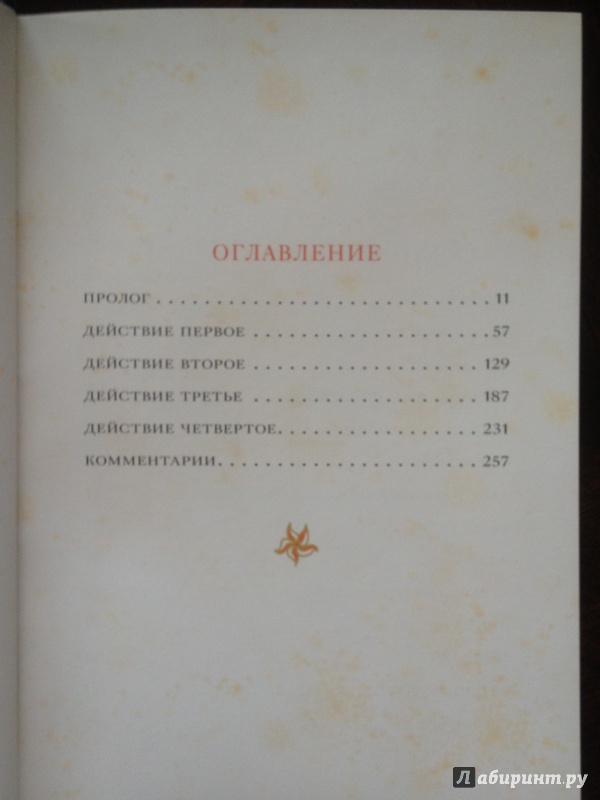 ОГЛАВЛЕНИЕ
ПРОЛОГ . . . . . . . . . . . . . . . . . . . . . . . . . . . . 11
ДЕЙСТВИЕ ПЕРВОЕ . . . . . . . . . . . . . . . . . . . . 57
ДЕЙСТВИЕ ВТОРОЕ . . . . . . . . . . . . . . . . . . . 129
ДЕЙСТВИЕ ТРЕТЬЕ . . . . . . . . . . . . . . . . . . . 187
ДЕЙСТВИЕ ЧЕТВЕРТОЕ. . . . . . . . . . . . . . . . . 231
КОММЕНТАРИИ. . . . . . . . . . . . . . . . . . . . . . 257
Лабиринт.ру